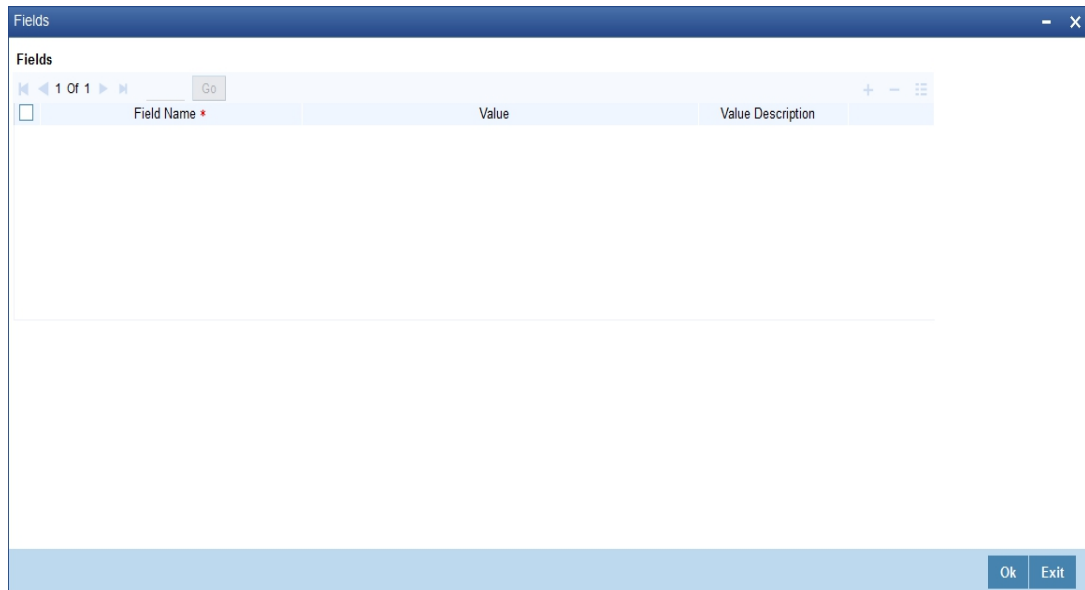 Fields
Fields
1 Of 1 Go
Field Name * Value Value Description
Ok Exit